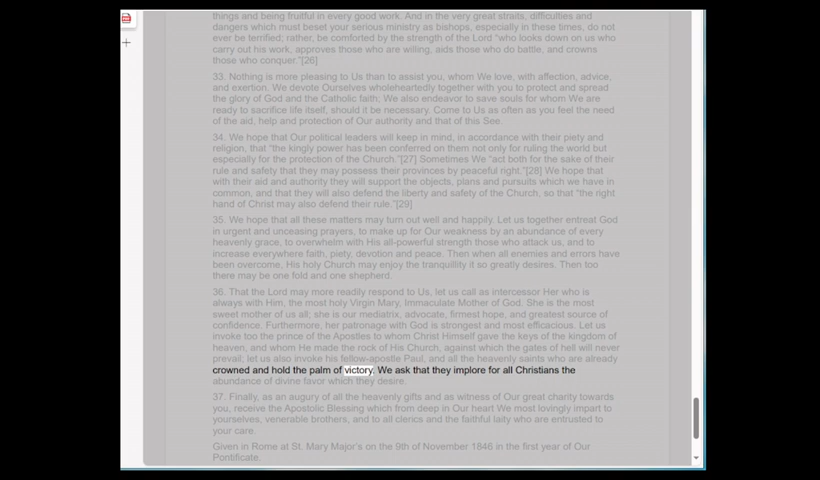 things and being fruitful in every good work. And in the very great straits, difficulties and
dangers which must beset your serious ministry as bishops, especially in these times, do not
ever be terrified; rather, be comforted by the strength of the Lord "who looks down on us who
carry out his work, approves those who are willing, aids those who do battle, and crowns
those who conquer."[26]
33. Nothing is more pleasing to Us than to assist you, whom We love, with affection, advice,
and exertion. We devote Ourselves wholeheartedly together with you to protect and spread
the glory of God and the Catholic faith; We also endeavor to save souls for whom We are
ready to sacrifice life itself, should it be necessary. Come to Us as often as you feel the need
of the aid, help and protection of Our authority and that of this See.
34. We hope that Our political leaders will keep in mind, in accordance with their piety and
religion, that "the kingly power has been conferred on them not only for ruling the world but
especially for the protection of the Church."[27] Sometimes We "act both for the sake of their
rule and safety that they may possess their provinces by peaceful right."[28] We hope that
with their aid and authority they will support the objects, plans and pursuits which we have in
common, and that they will also defend the liberty and safety of the Church, so that "the right
hand of Christ may also defend their rule."[29]
35. We hope that all these matters may turn out well and happily. Let us together entreat God
in urgent and unceasing prayers, to make up for Our weakness by an abundance of every
heavenly grace, to overwhelm with His all-powerful strength those who attack us, and to
increase everywhere faith, piety, devotion and peace. Then when all enemies and errors have
been overcome, His holy Church may enjoy the tranquillity it so greatly desires. Then too
there may be one fold and one shepherd.
36. That the Lord may more readily respond to Us, let us call as intercessor Her who is
always with Him, the most holy Virgin Mary, Immaculate Mother of God. She is the most
sweet mother of us all; she is our mediatrix, advocate, firmest hope, and greatest source of
confidence. Furthermore, her patronage with God is strongest and most efficacious. Let us
invoke too the prince of the Apostles to whom Christ Himself gave the keys of the kingdom of
heaven, and whom He made the rock of His Church, against which the gates of hell will never
prevail; let us also invoke his fellow-apostle Paul, and all the heavenly saints who are already
crowned and hold the palm of victory. We ask that they implore for all Christians the
abundance of divine favor which they desire.
37. Finally, as an augury of all the heavenly gifts and as witness of Our great charity towards
you, receive the Apostolic Blessing which from deep in Our heart We most lovingly impart to
yourselves, venerable brothers, and to all clerics and the faithful laity who are entrusted to
your care.
Given in Rome at St. Mary Major's on the 9th of November 1846 in the first year of Our
Pontificate.